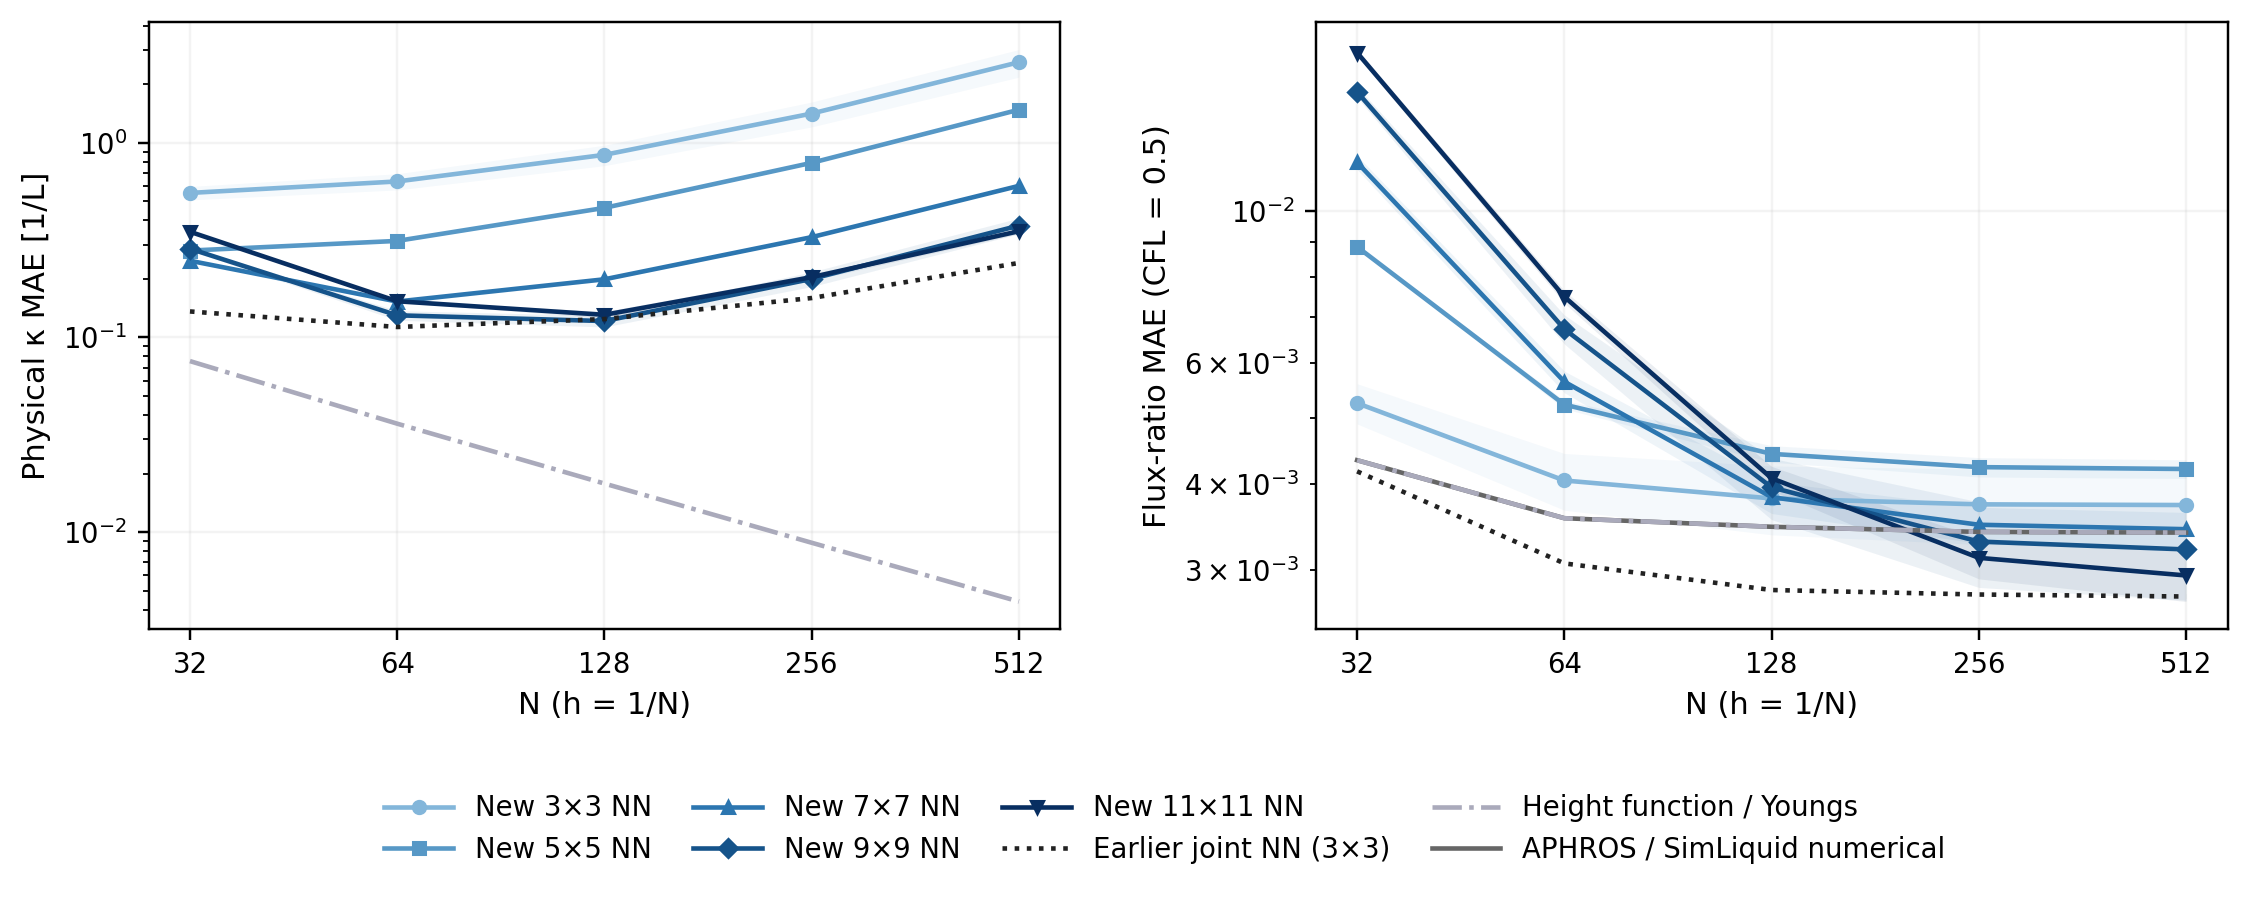 Physical κ MAE [1/L]
10⁰
10⁻¹
10⁻²
32 64 128 256 512
N (h = 1/N)
Flux-ratio MAE (CFL = 0.5)
10⁻²
6 × 10⁻³
4 × 10⁻³
3 × 10⁻³
32 64 128 256 512
N (h = 1/N)
New 3×3 NN
New 5×5 NN
New 7×7 NN
New 9×9 NN
New 11×11 NN
Earlier joint NN (3×3)
Height function / Youngs
APHROS / SimLiquid numerical